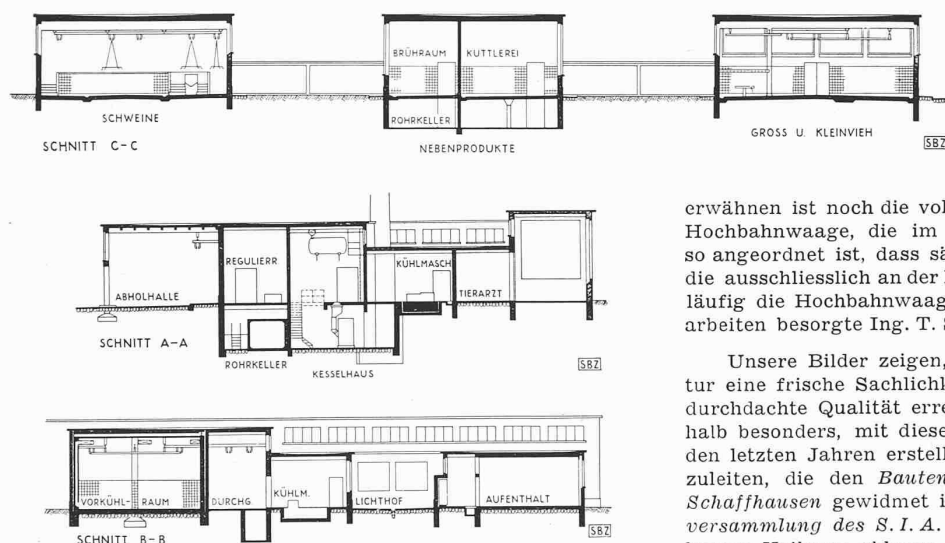 BRÜHRAUM KUTTLEREI
ROHRKELLER
SCHWEINE
NEBENPRODUKTE
GROSS U. KLEINVIEH
SCHNITT C-C
SBZ
REGULIERR.
KÜHLMASCH
ABHOLHALLE
TIERARZT
SCHNITT A-A
ROHRKELLER
KESSELHAUS
SBZ
VORKÜHL- RAUM
DURCHG.
KÜHLM.
LICHTHOF
AUFENTHALT
SCHNITT B-B
SBZ
erwähnen ist noch die vol
Hochbahnwaage, die im
so angeordnet ist, dass sä
die ausschliesslich an der
läufig die Hochbahnwaag
arbeiten besorgte Ing. T. S
Unsere Bilder zeigen,
tur eine frische Sachlichk
durchdachte Qualität erre
halb besonders, mit diese
den letzten Jahren erstell
zuleiten, die den Bauten
Schaffhausen gewidmet i
versammlung des S. I. A.